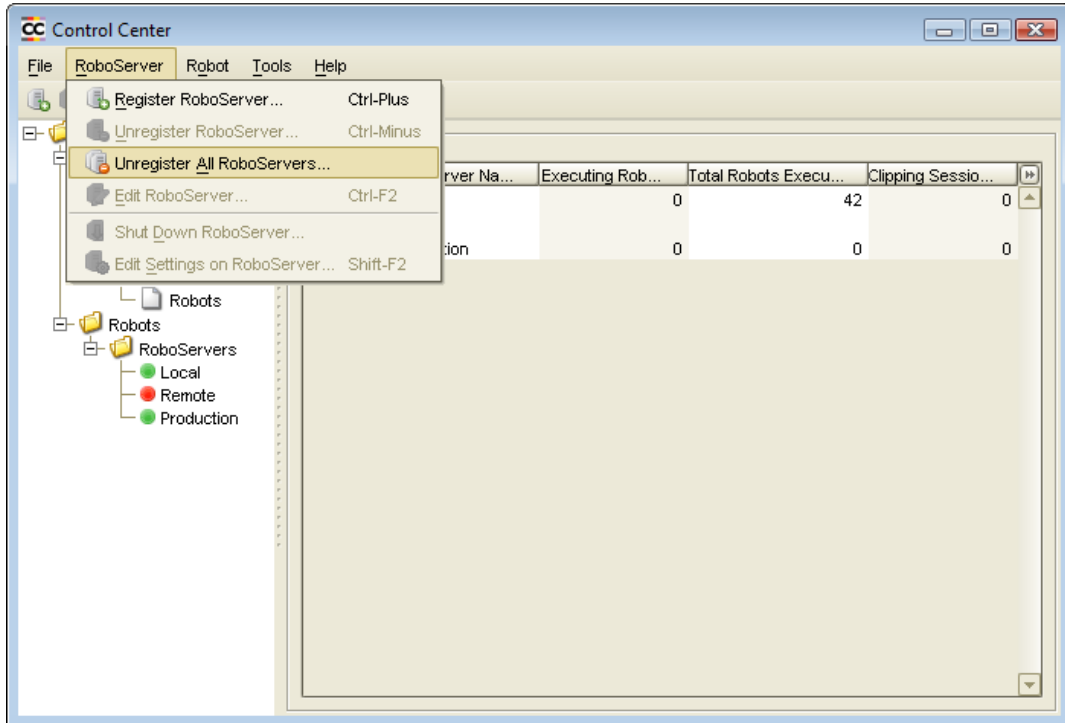 CC Control Center
File RoboServer Robot Tools Help
Register RoboServer... Ctrl-Plus
Unregister RoboServer... Ctrl-Minus
Unregister All RoboServers...
Edit RoboServer... Ctrl-F2
Shut Down RoboServer...
Edit Settings on RoboServer... Shift-F2
rver Na... Executing Rob... Total Robots Execu... Clipping Sessio...
0 42 0
tion 0 0 0
Robots
Robots
RoboServers
Local
Remote
Production